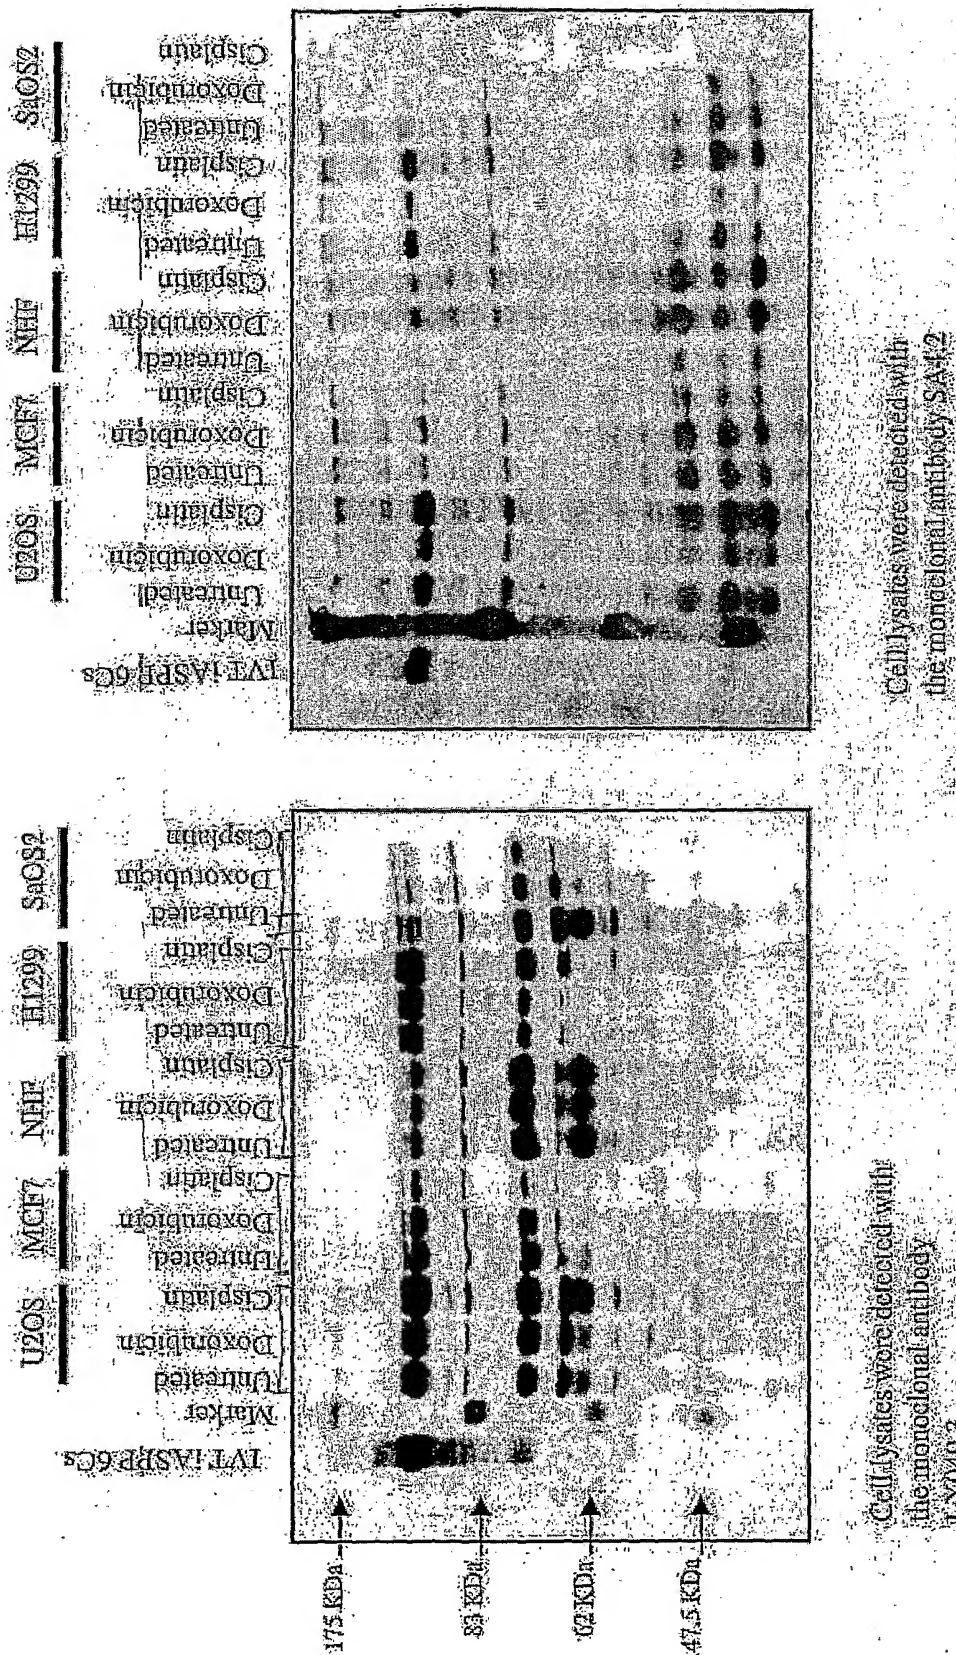 U2OS MCF7 NHF H1299 SaOS2
IVT iASPP 6Cs
Marker
Untreated
Doxorubicin
Cisplatin
Untreated
Doxorubicin
Cisplatin
Untreated
Doxorubicin
Cisplatin
Untreated
Doxorubicin
Cisplatin
Untreated
Doxorubicin
Cisplatin
175 KDa
83 KDa
62 KDa
47.5 KDa
Cell lysates were detected with
the monoclonal antibody
U2OS MCF7 NHF H1299 SaOS2
IVT iASPP 6Cs
Marker
Untreated
Doxorubicin
Cisplatin
Untreated
Doxorubicin
Cisplatin
Untreated
Doxorubicin
Cisplatin
Untreated
Doxorubicin
Cisplatin
Untreated
Doxorubicin
Cisplatin
Cell lysates were detected with
the monoclonal antibody SA4.2